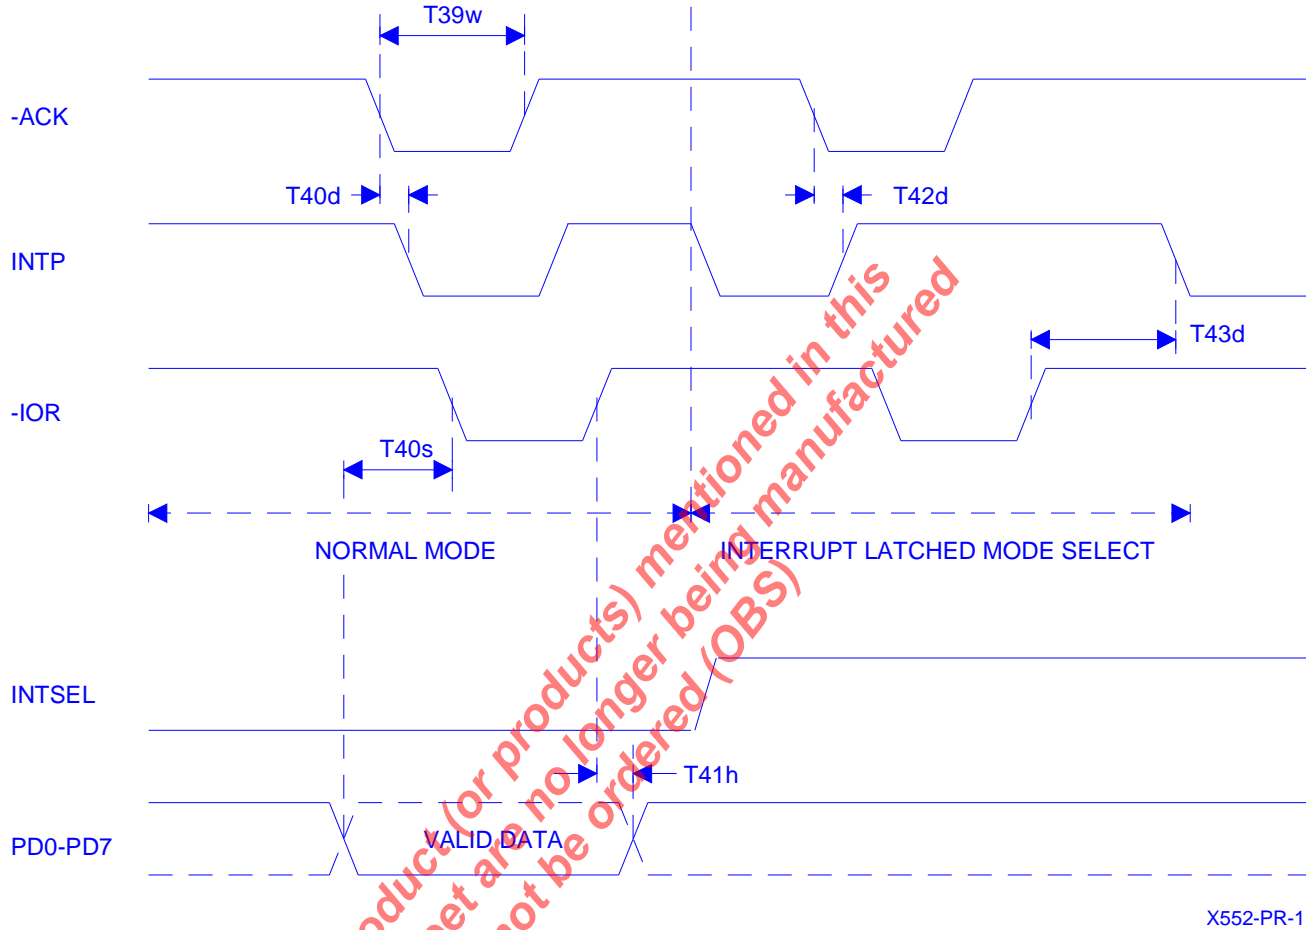 T39w
-ACK
T40d
T42d
INTP
T43d
-IOR
T40s
NORMAL MODE
INTERRUPT LATCHED MODE SELECT
INTSEL
T41h
PD0-PD7
VALID DATA
X552-PR-1
product (or products) mentioned in this
are no longer being manufactured
not be ordered (OBS)